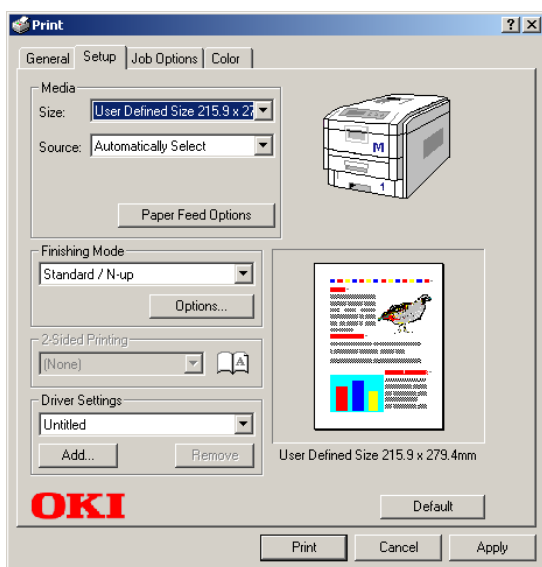 Print
General Setup Job Options Color
Media
Size: User Defined Size 215.9 x 27
Source: Automatically Select
M
1
Paper Feed Options
Finishing Mode
Standard / N-up
Options...
2-Sided Printing
(None)
A
Driver Settings
Untitled
Add... Remove
User Defined Size 215.9 x 279.4mm
OKI
Default
Print Cancel Apply